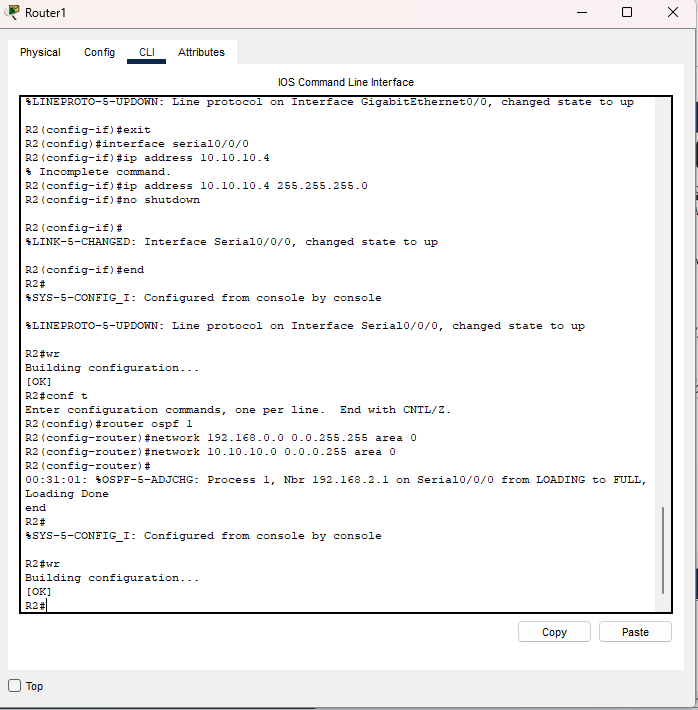 Router1
Physical Config CLI Attributes
IOS Command Line Interface
%LINEPROTO-5-UPDOWN: Line protocol on Interface GigabitEthernet0/0, changed state to up
R2(config-if)#exit
R2(config)#interface serial0/0/0
R2(config-if)#ip address 10.10.10.4
% Incomplete command.
R2(config-if)#ip address 10.10.10.4 255.255.255.0
R2(config-if)#no shutdown
R2(config-if)#
%LINK-5-CHANGED: Interface Serial0/0/0, changed state to up
R2(config-if)#end
R2#
%SYS-5-CONFIG_I: Configured from console by console
%LINEPROTO-5-UPDOWN: Line protocol on Interface Serial0/0/0, changed state to up
R2#wr
Building configuration...
[OK]
R2#conf t
Enter configuration commands, one per line.  End with CNTL/Z.
R2(config)#router ospf 1
R2(config-router)#network 192.168.0.0 0.0.255.255 area 0
R2(config-router)#network 10.10.10.0 0.0.0.255 area 0
R2(config-router)#
00:31:01: %OSPF-5-ADJCHG: Process 1, Nbr 192.168.2.1 on Serial0/0/0 from LOADING to FULL,
Loading Done
end
R2#
%SYS-5-CONFIG_I: Configured from console by console
R2#wr
Building configuration...
[OK]
R2#
Copy Paste
Top